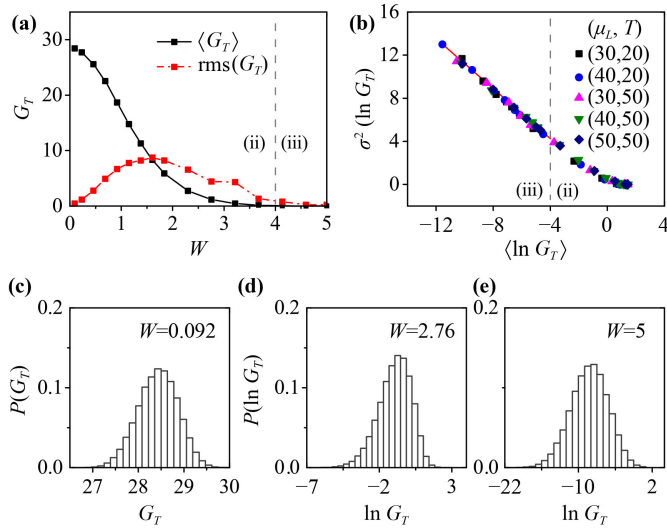 (a)
40
30
20
10
0
G_T
⟨G_T⟩
rms(G_T)
(ii)
(iii)
0
1
2
3
4
5
W
(b)
16
12
8
4
0
σ² (ln G_T)
(μ_L, T)
(30,20)
(40,20)
(30,50)
(40,50)
(50,50)
(iii)
(ii)
−12
−8
−4
0
4
⟨ln G_T⟩
(c)
0.2
0.1
0.0
P(G_T)
W=0.092
27
28
29
30
G_T
(d)
0.2
0.1
0.0
P(ln G_T)
W=2.76
−7
−2
3
ln G_T
(e)
0.2
0.1
0.0
W=5
−22
−10
2
ln G_T